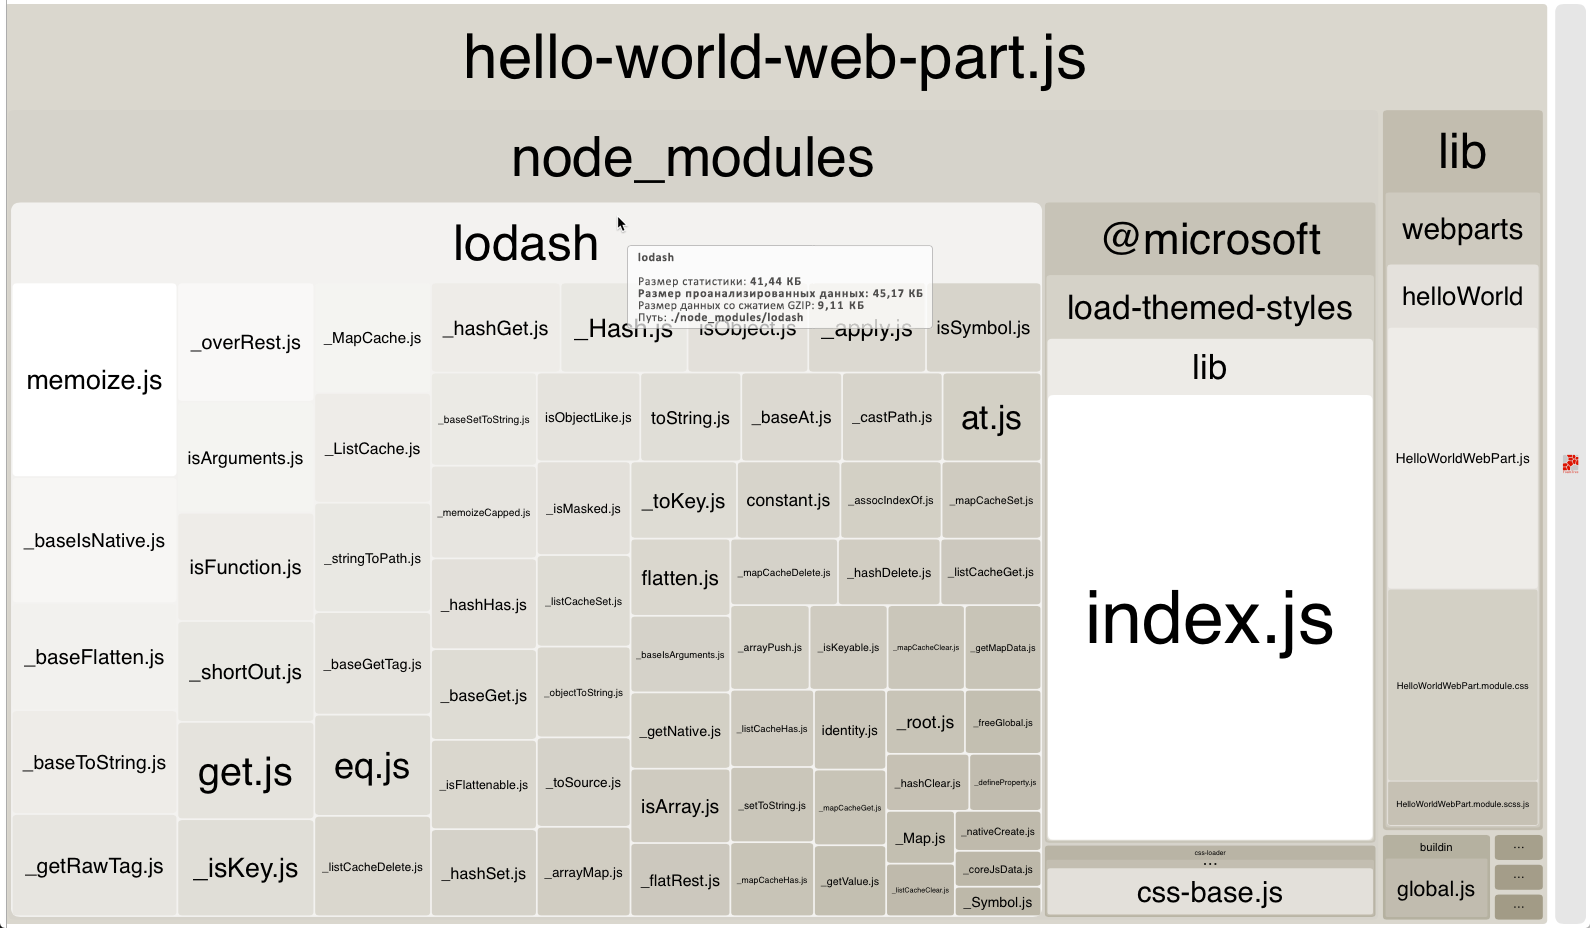 hello-world-web-part.js
node_modules
lib
lodash
@microsoft
webparts
lodash
Размер статистики: 41,44 КБ
Размер проанализированных данных: 45,17 КБ
Размер данных со сжатием GZIP: 9,11 КБ
Путь: ./node_modules/lodash
load-themed-styles
helloWorld
memoize.js
_overRest.js
_MapCache.js
_hashGet.js
_Hash.js
isObject.js
_apply.js
isSymbol.js
lib
_baseSetToString.js
isObjectLike.js
toString.js
_baseAt.js
_castPath.js
at.js
isArguments.js
_ListCache.js
HelloWorldWebPart.js
_memoizeCapped.js
_isMasked.js
_toKey.js
constant.js
_assocIndexOf.js
_mapCacheSet.js
_baseIsNative.js
isFunction.js
_stringToPath.js
_hashHas.js
_listCacheSet.js
flatten.js
_mapCacheDelete.js
_hashDelete.js
_listCacheGet.js
index.js
_baseFlatten.js
_shortOut.js
_baseGetTag.js
_baseGet.js
_objectToString.js
_baseIsArguments.js
_arrayPush.js
_isKeyable.js
_mapCacheClear.js
_getMapData.js
HelloWorldWebPart.module.css
_getNative.js
_listCacheHas.js
identity.js
_root.js
_freeGlobal.js
_baseToString.js
get.js
eq.js
_isFlattenable.js
_toSource.js
isArray.js
_setToString.js
_mapCacheGet.js
_hashClear.js
_defineProperty.js
HelloWorldWebPart.module.scss.js
_Map.js
_nativeCreate.js
_getRawTag.js
_isKey.js
_listCacheDelete.js
_hashSet.js
_arrayMap.js
_flatRest.js
_mapCacheHas.js
_getValue.js
_listCacheClear.js
_coreJsData.js
_Symbol.js
css-loader
...
css-base.js
buildin
global.js
...
...
...